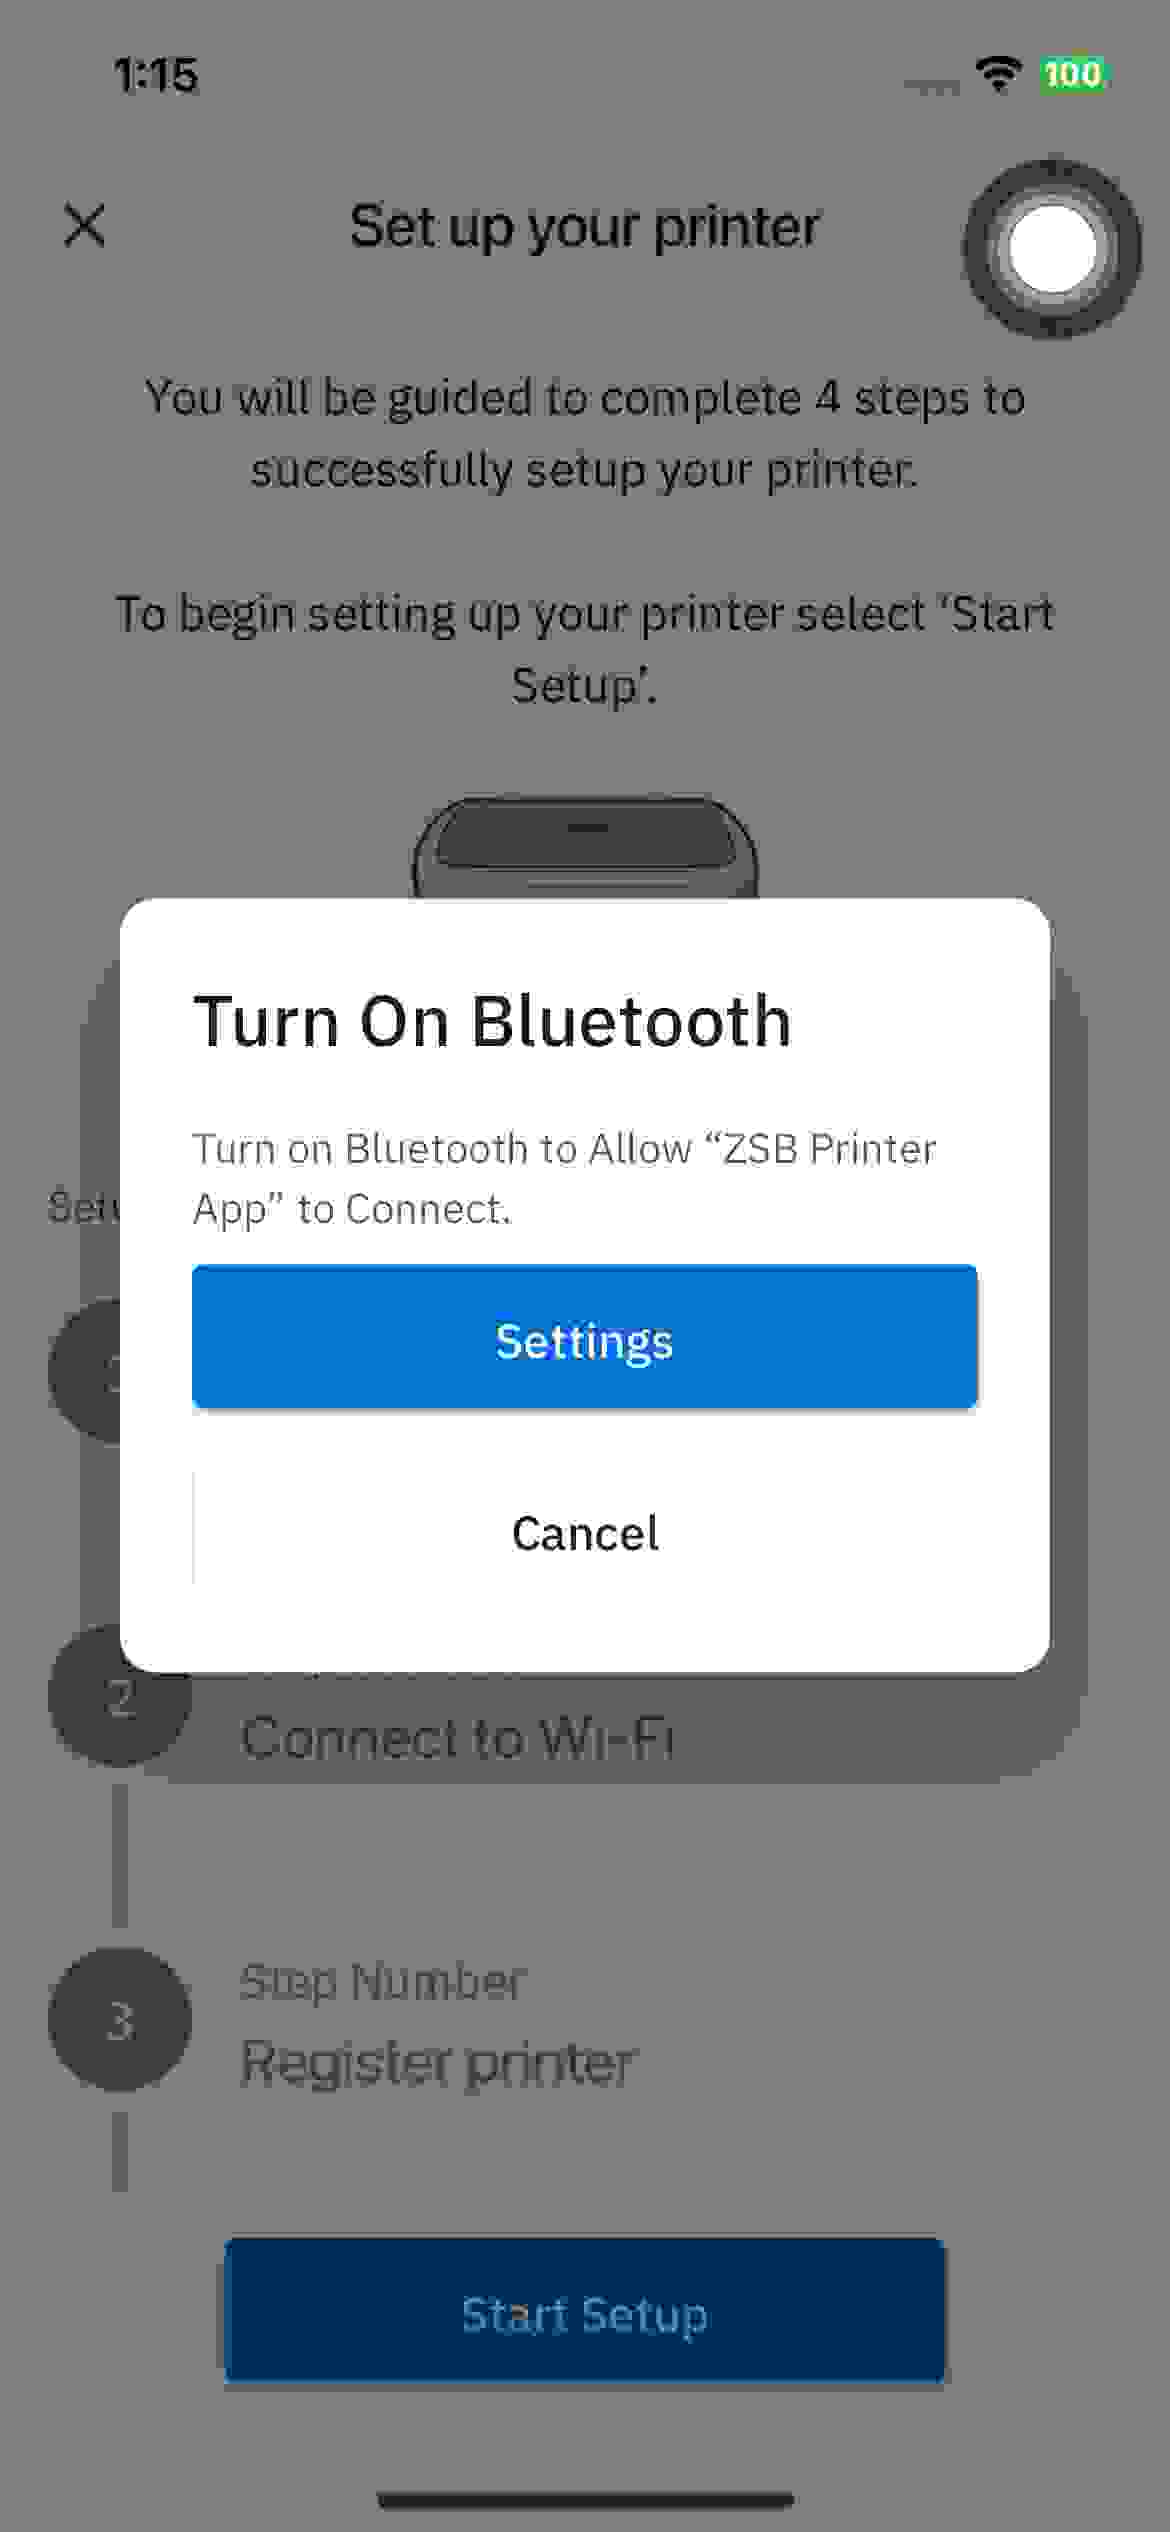 1:15
100
Set up your printer
You will be guided to complete 4 steps to
successfully setup your printer.
To begin setting up your printer select ‘Start
Setup’.
Turn On Bluetooth
Turn on Bluetooth to Allow “ZSB Printer
App” to Connect.
Settings
Cancel
2
Connect to Wi-Fi
Step Number
3
Register printer
Start Setup